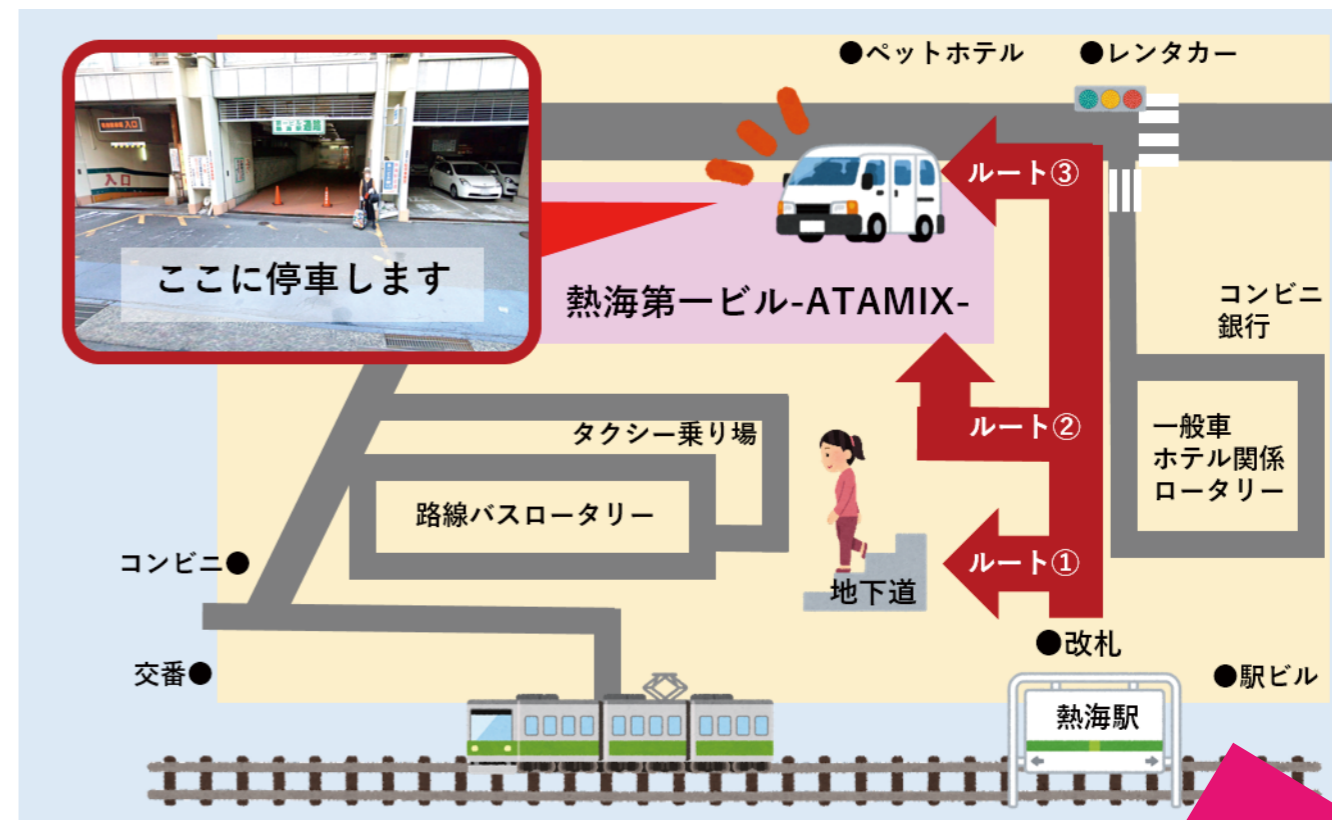 ●ペットホテル
●レンタカー
入口
ここに停車します
ルート③
熱海第一ビル-ATAMIX-
コンビニ
銀行
ルート②
タクシー乗り場
一般車
ホテル関係
ロータリー
路線バスロータリー
コンビニ●
ルート①
地下道
●改札
交番●
●駅ビル
熱海駅